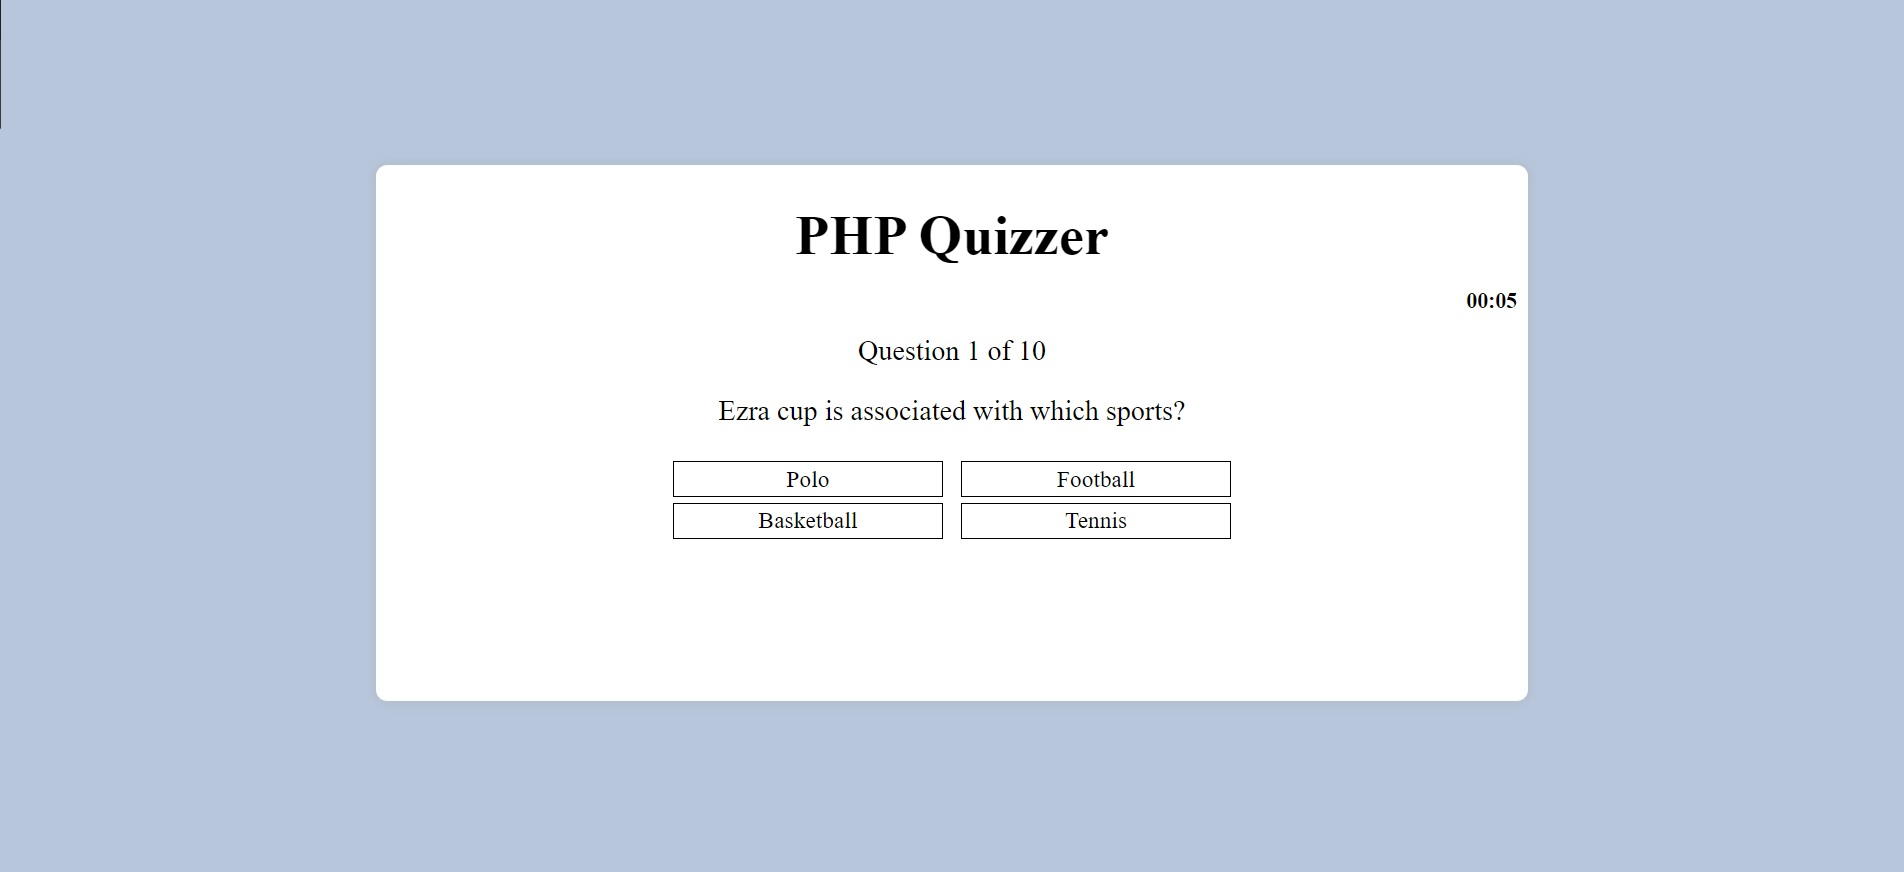 PHP Quizzer
00:05
Question 1 of 10
Ezra cup is associated with which sports?
Polo
Football
Basketball
Tennis